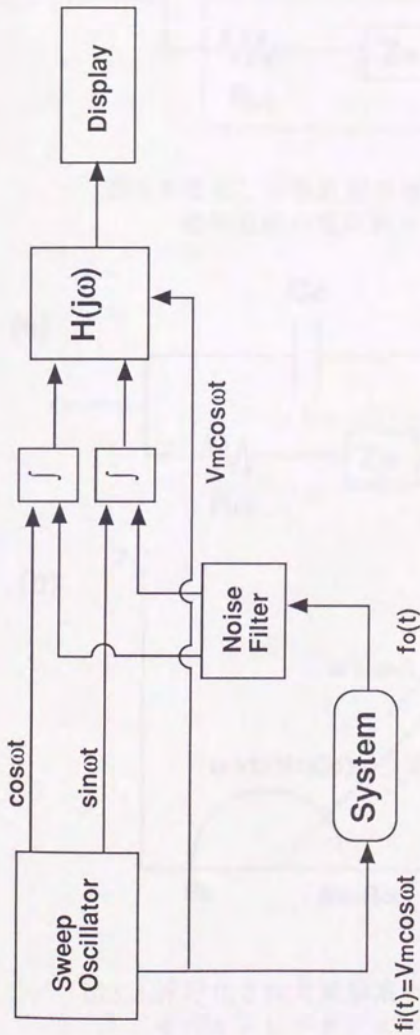 Sweep
Oscillator
cosωt
sinωt
∫
∫
H(jω)
Display
Vmcosωt
Noise
Filter
System
fi(t)=Vmcosωt
fo(t)